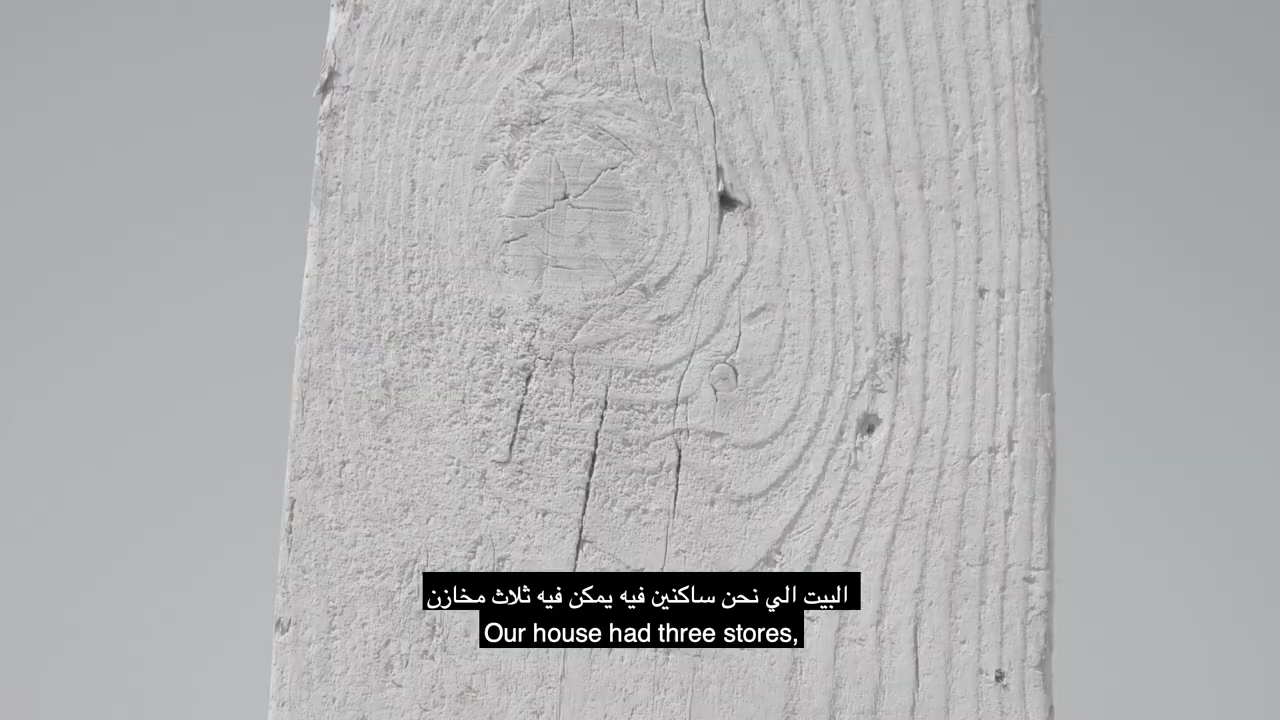 البيت الي نحن ساكنين فيه يمكن فيه ثلاث مخازن
Our house had three stores,